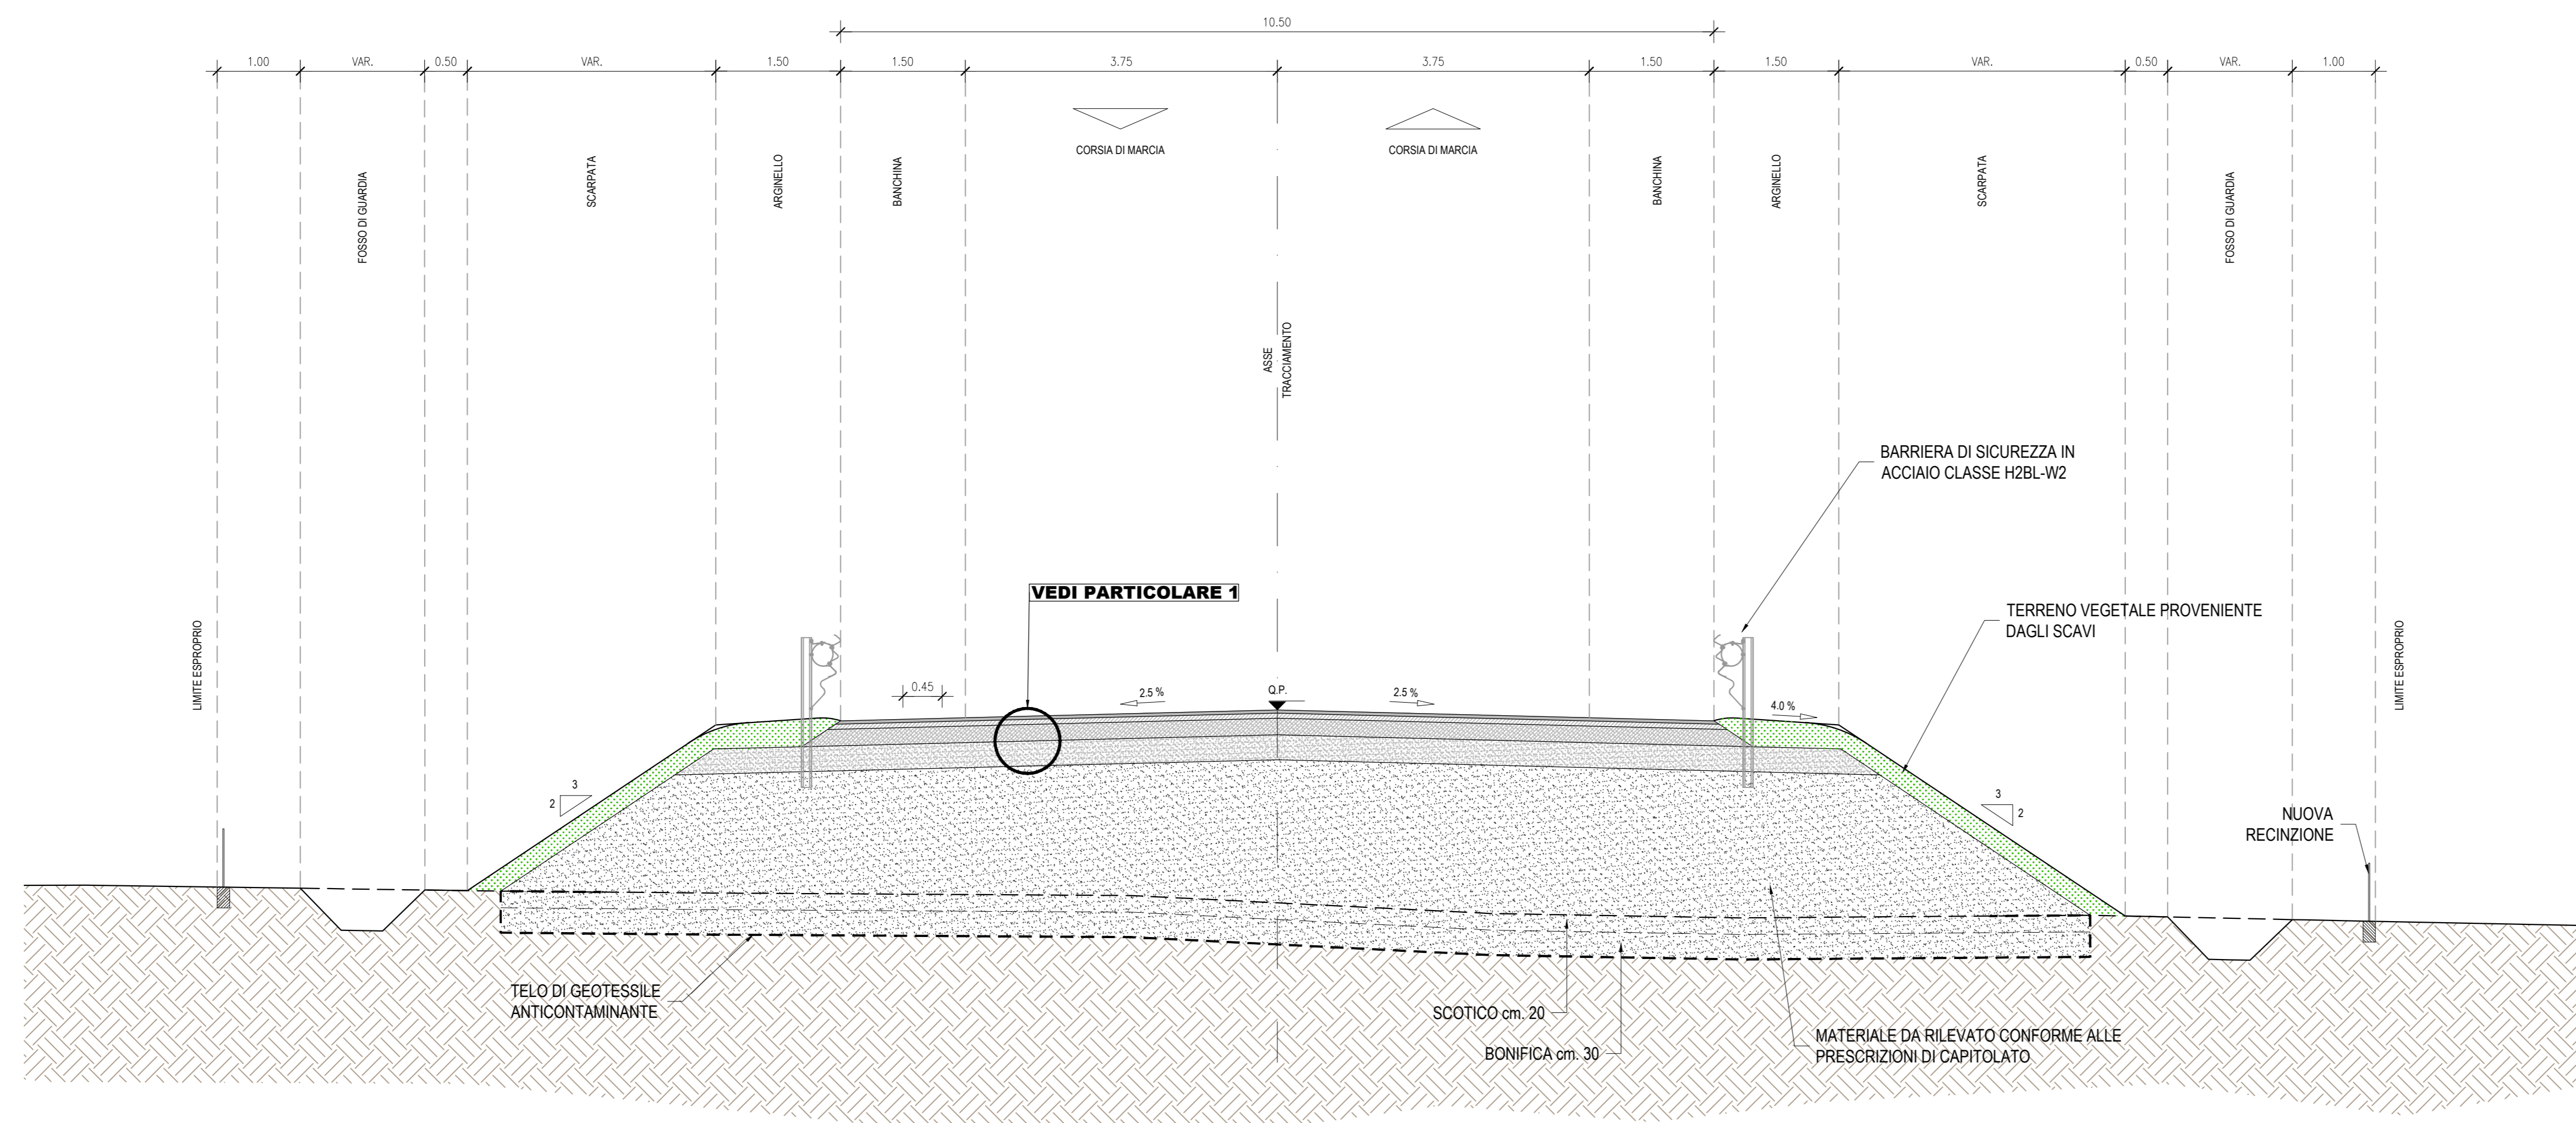 10.50
1.00 VAR. 0.50 VAR. 1.50 1.50 3.75 3.75 1.50 1.50 VAR. 0.50 VAR. 1.00
CORSIA DI MARCIA
CORSIA DI MARCIA
FOSSO DI GUARDIA
SCARPATA
ARGINELLO
BANCHINA
BANCHINA
ARGINELLO
SCARPATA
FOSSO DI GUARDIA
ASSE
TRACCIAMENTO
BARRIERA DI SICUREZZA IN
ACCIAIO CLASSE H2BL-W2
VEDI PARTICOLARE 1
TERRENO VEGETALE PROVENIENTE
DAGLI SCAVI
LIMITE ESPROPRIO
LIMITE ESPROPRIO
0.45
2.5 %
Q.P.
2.5 %
4.0 %
3
2
3
2
NUOVA
RECINZIONE
TELO DI GEOTESSILE
ANTICONTAMINANTE
SCOTICO cm. 20
BONIFICA cm. 30
MATERIALE DA RILEVATO CONFORME ALLE
PRESCRIZIONI DI CAPITOLATO